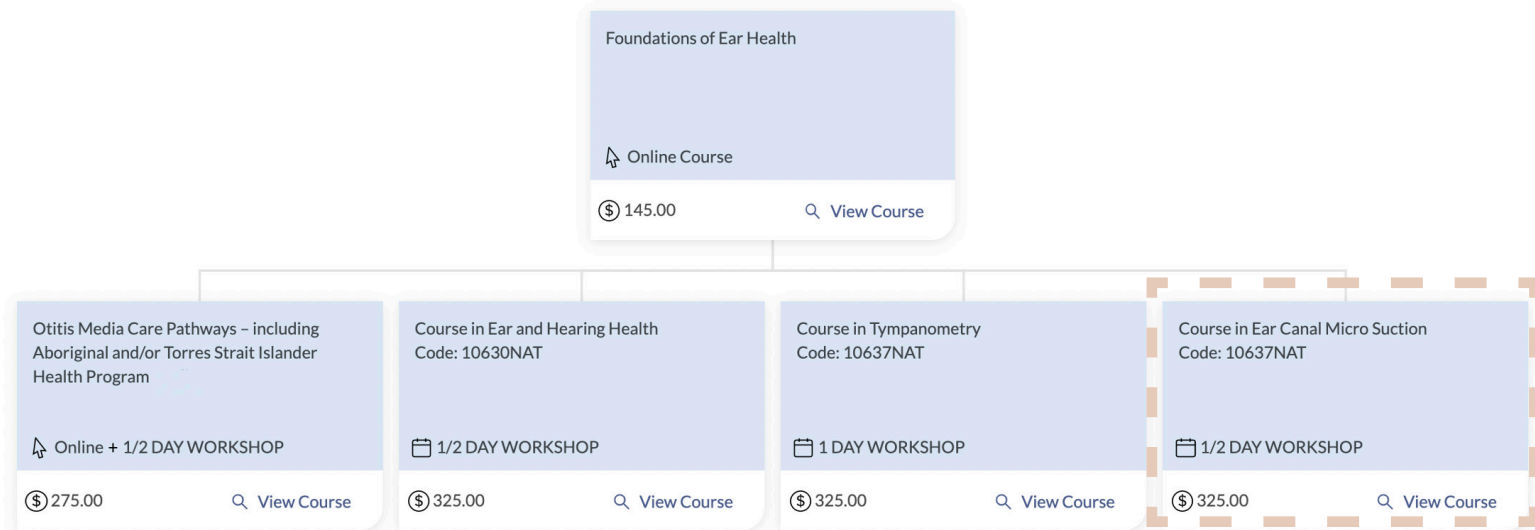 Foundations of Ear Health
Online Course
$ 145.00
View Course
Otitis Media Care Pathways – including
Aboriginal and/or Torres Strait Islander
Health Program
Online + 1/2 DAY WORKSHOP
$ 275.00
View Course
Course in Ear and Hearing Health
Code: 10630NAT
1/2 DAY WORKSHOP
$ 325.00
View Course
Course in Tympanometry
Code: 10637NAT
1 DAY WORKSHOP
$ 325.00
View Course
Course in Ear Canal Micro Suction
Code: 10637NAT
1/2 DAY WORKSHOP
$ 325.00
View Course